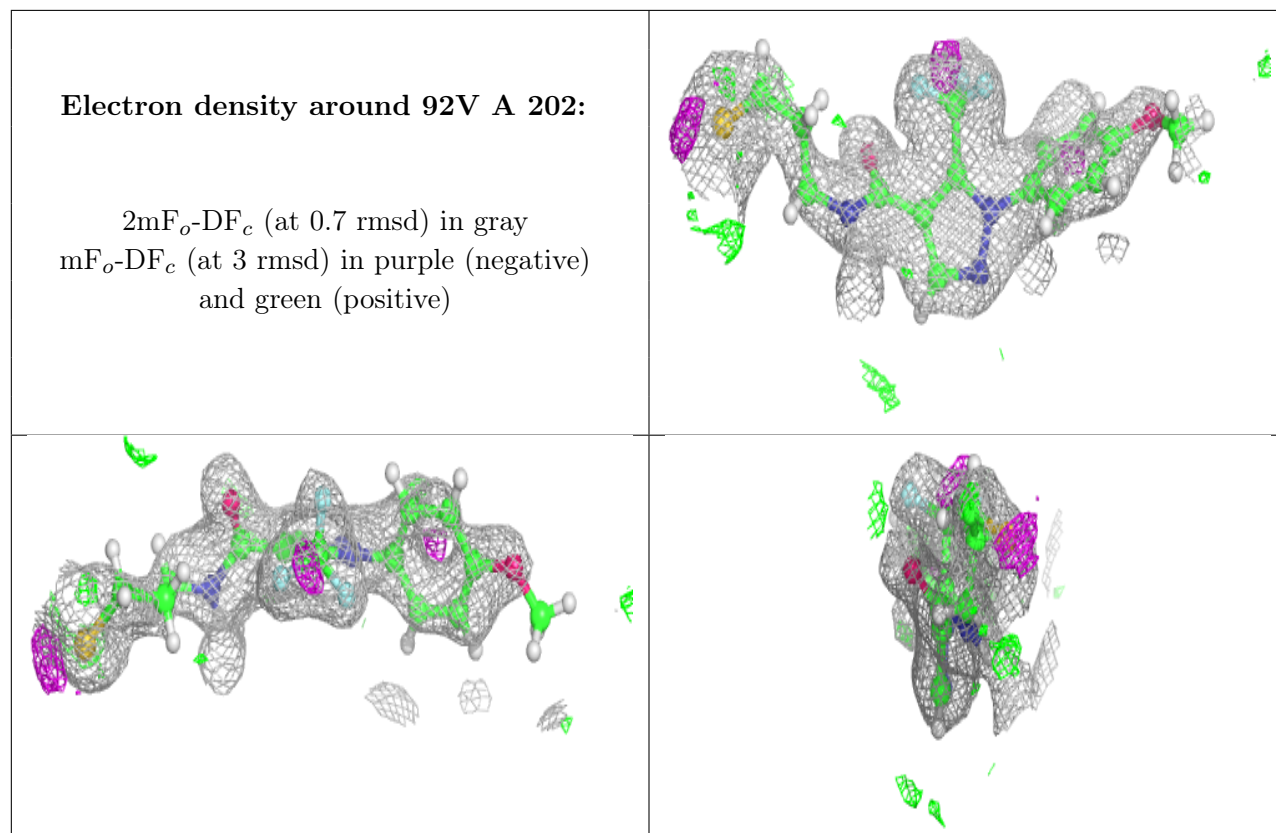 Electron density around 92V A 202:
2mFo-DFc (at 0.7 rmsd) in gray
mFo-DFc (at 3 rmsd) in purple (negative)
and green (positive)